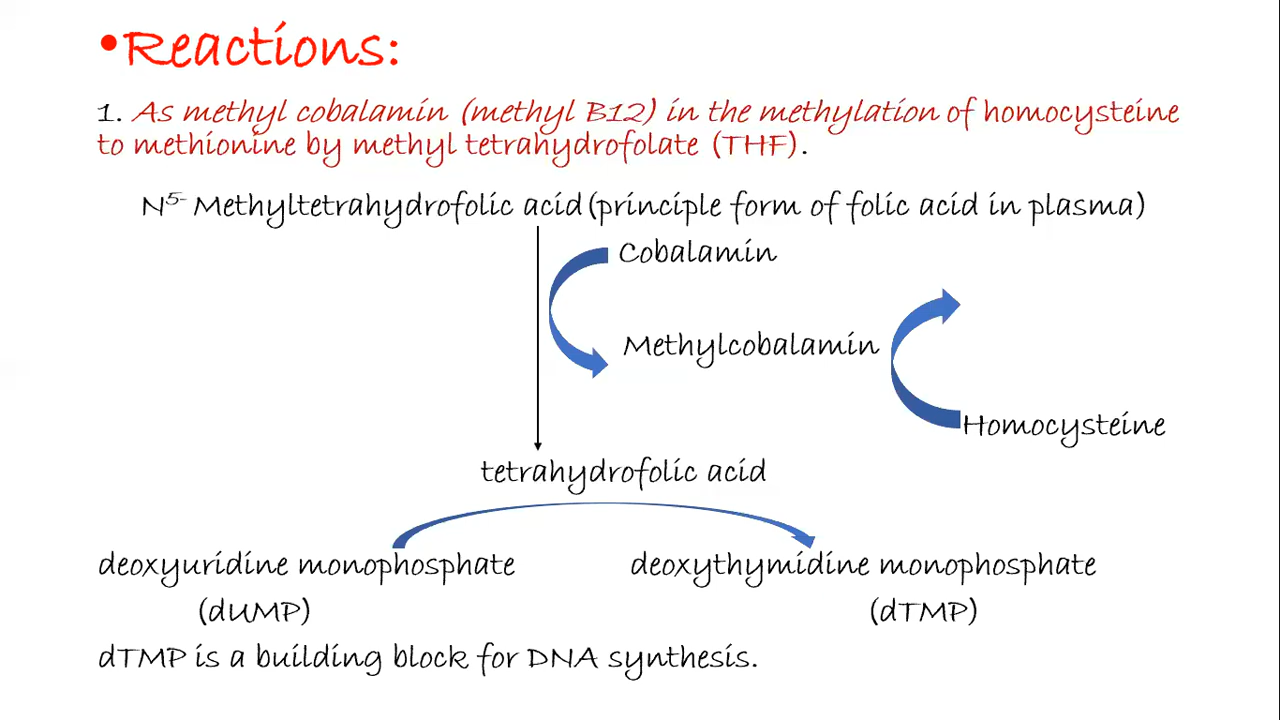 •Reactions:
1. As methyl cobalamin (methyl B12) in the methylation of homocysteine
to methionine by methyl tetrahydrofolate (THF).
N5- Methyltetrahydrofolic acid (principle form of folic acid in plasma)
Cobalamin
Methylcobalamin
Homocysteine
tetrahydrofolic acid
deoxyuridine monophosphate
deoxythymidine monophosphate
(dUMP)
(dTMP)
dTMP is a building block for DNA synthesis.